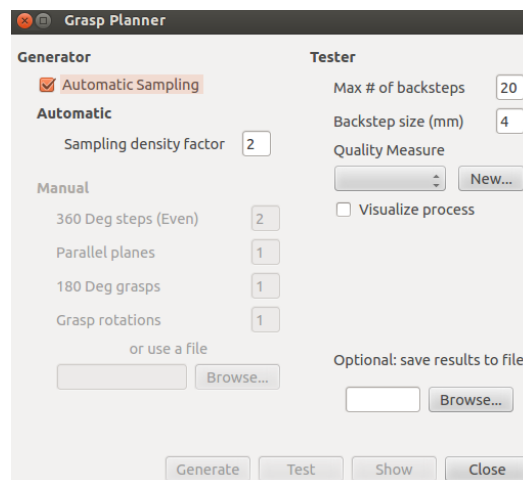 Grasp Planner
Generator
Automatic Sampling
Automatic
Sampling density factor 2
Manual
360 Deg steps (Even) 2
Parallel planes 1
180 Deg grasps 1
Grasp rotations 1
or use a file
Browse...
Tester
Max # of backsteps 20
Backstep size (mm) 4
Quality Measure
New...
Visualize process
Optional: save results to file
Browse...
Generate Test Show Close